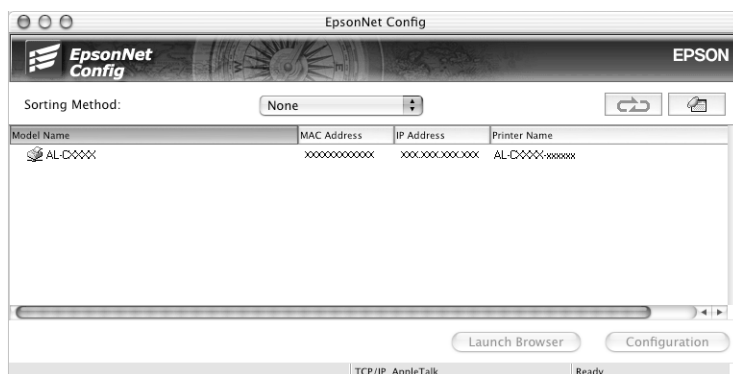 EpsonNet Config
EpsonNet
Config
EPSON
Sorting Method: None
Model Name MAC Address IP Address Printer Name
AL-CXXXX XXXXXXXXXXXX XXX.XXX.XXX.XXX AL-CXXXX-xxxxxx
Launch Browser Configuration
TCP/IP AppleTalk Ready